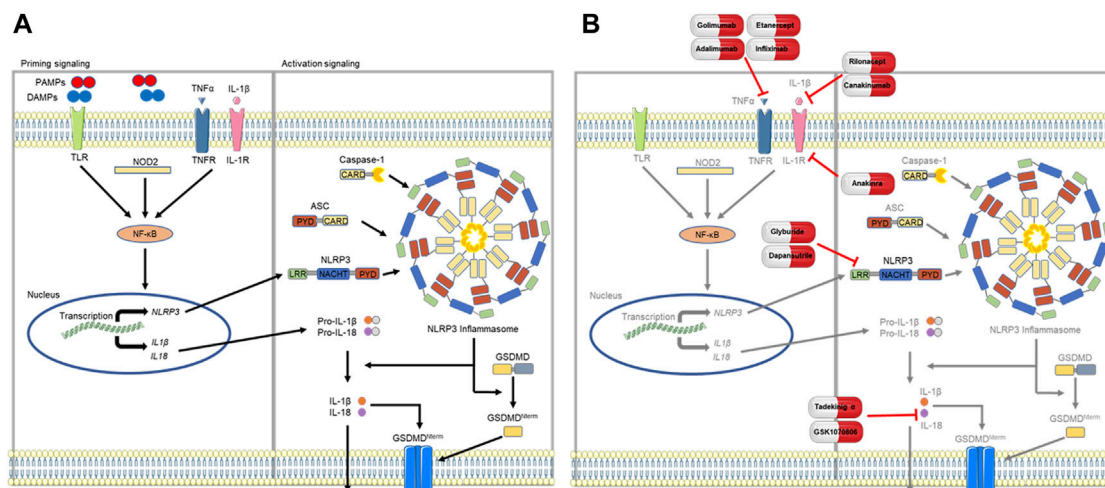 A
Priming signaling
Activation signaling
PAMPs
DAMPs
TNFα
IL-1β
TLR
NOD2
TNFR
IL-1R
Caspase-1
CARD
ASC
PYD
CARD
NF-κB
NLRP3
LRR
NACHT
PYD
Nucleus
Transcription
NLRP3
IL1β
IL18
Pro-IL-1β
Pro-IL-18
NLRP3 Inflammasome
GSDMD
IL-1β
IL-18
GSDMDNterm
GSDMDNterm
B
Golimumab
Etanercept
Adalimumab
Infliximab
Rilonacept
Canakinumab
TNFα
IL-1β
TLR
NOD2
TNFR
IL-1R
Anakinra
Caspase-1
CARD
ASC
PYD
CARD
NF-κB
Glyburide
Dapansutrile
NLRP3
LRR
NACHT
PYD
Nucleus
Transcription
NLRP3
IL1β
IL18
Pro-IL-1β
Pro-IL-18
NLRP3 Inflammasome
GSDMD
IL-1β
IL-18
Tadekinig α
GSK1070806
GSDMDNterm
GSDMDNterm